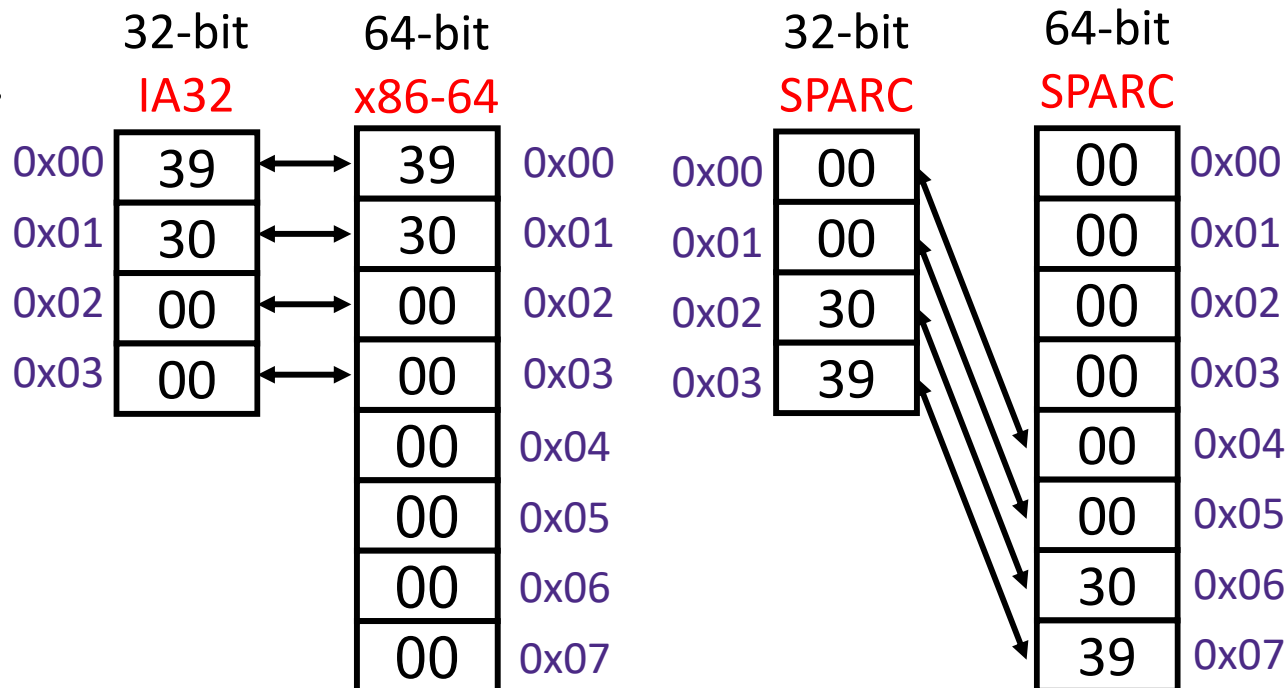 32-bit 64-bit 32-bit 64-bit
IA32 x86-64 SPARC SPARC
0x00 39 39 0x00 0x00 00 00 0x00
0x01 30 30 0x01 0x01 00 00 0x01
0x02 00 00 0x02 0x02 30 00 0x02
0x03 00 00 0x03 0x03 39 00 0x03
00 0x04 00 0x04
00 0x05 00 0x05
00 0x06 30 0x06
00 0x07 39 0x07